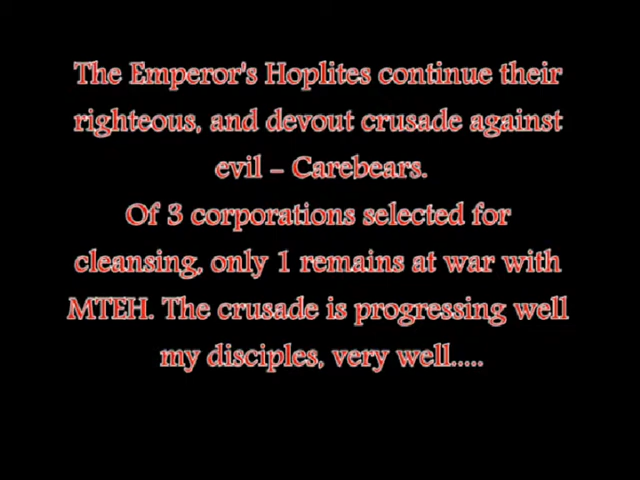 The Emperor's Hoplites continue their
righteous, and devout crusade against
evil – Carebears.
Of 3 corporations selected for
cleansing, only 1 remains at war with
MTEH. The crusade is progressing well
my disciples, very well.....